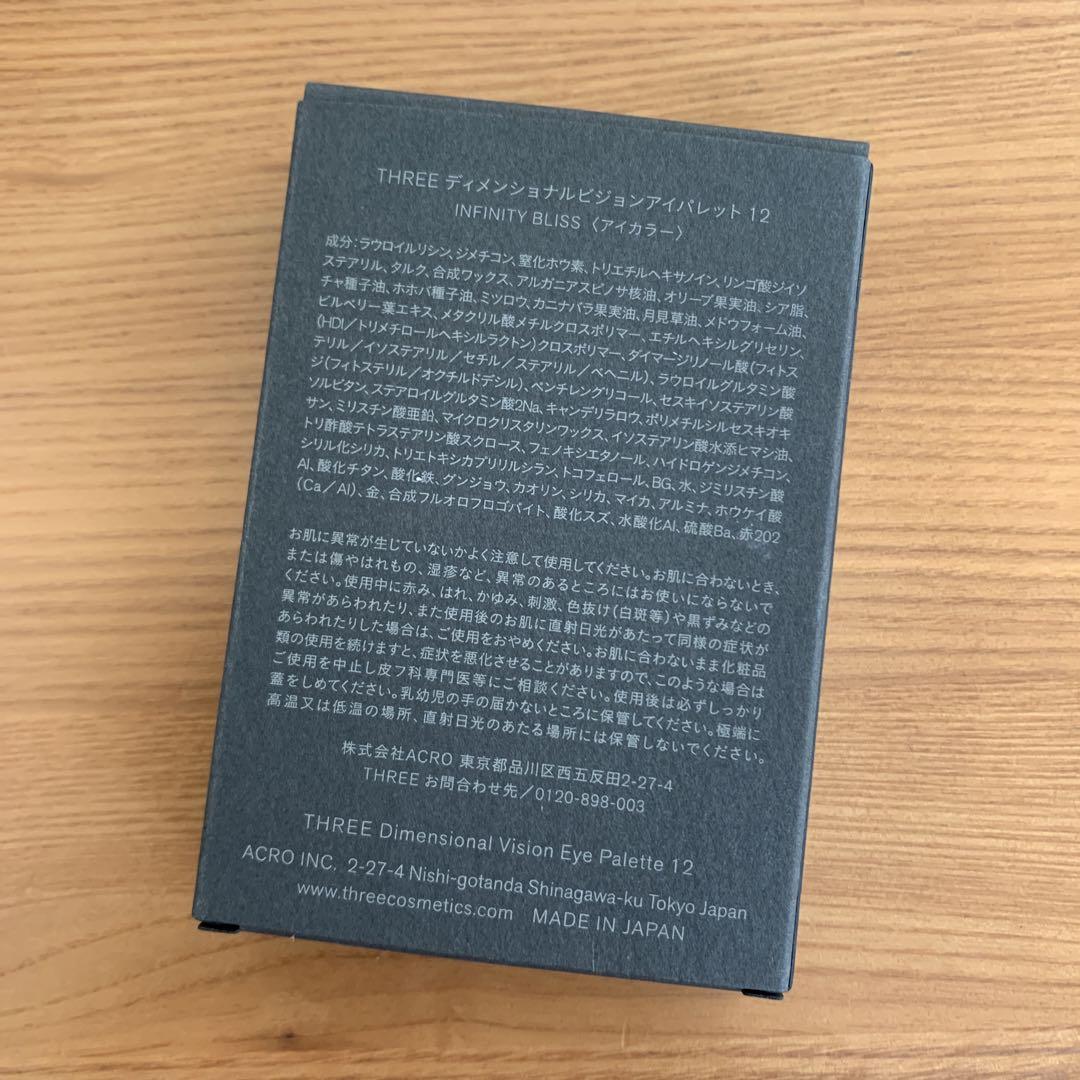 THREE ディメンショナルビジョンアイパレット 12
INFINITY BLISS 〈アイカラー〉
成分:ラウロイルリシン、ジメチコン、窒化ホウ素、トリエチルヘキサノイン、リンゴ酸ジイソ
ステアリル、タルク、合成ワックス、アルガニアスピノサ核油、オリーブ果実油、シア脂、
チャ種子油、ホホバ種子油、ミツロウ、カニナバラ果実油、月見草油、メドウフォーム油、
ビルベリー葉エキス、メタクリル酸メチルクロスポリマー、エチルヘキシルグリセリン、
(HDI/トリメチロールヘキシルラクトン)クロスポリマー、ダイマージリノール酸(フィトス
テリル/イソステアリル/セチル/ステアリル/ベヘニル)、ラウロイルグルタミン酸
ジ(フィトステリル/オクチルドデシル)、ペンチレングリコール、セスキイソステアリン酸
ソルビタン、ステアロイルグルタミン酸2Na、キャンデリラロウ、ポリメチルシルセスキオキ
サン、ミリスチン酸亜鉛、マイクロクリスタリンワックス、イソステアリン酸水添ヒマシ油、
トリ酢酸テトラステアリン酸スクロース、フェノキシエタノール、ハイドロゲンジメチコン、
シリル化シリカ、トリエトキシカプリリルシラン、トコフェロール、BG、水、ジミリスチン酸
Al、酸化チタン、酸化鉄、グンジョウ、カオリン、シリカ、マイカ、アルミナ、ホウケイ酸
(Ca/Al)、金、合成フルオロフロゴパイト、酸化スズ、水酸化Al、硫酸Ba、赤202
お肌に異常が生じていないかよく注意して使用してください。お肌に合わないとき、
または傷やはれもの、湿疹など、異常のあるところにはお使いにならないで
ください。使用中に赤み、はれ、かゆみ、刺激、色抜け(白斑等)や黒ずみなどの
異常があらわれたり、また使用後のお肌に直射日光があたって同様の症状が
あらわれたりした場合は、ご使用をおやめください。お肌に合わないまま化粧品
類の使用を続けますと、症状を悪化させることがありますので、このような場合は
ご使用を中止し皮フ科専門医等にご相談ください。使用後は必ずしっかり
蓋をしめてください。乳幼児の手の届かないところに保管してください。極端に
高温又は低温の場所、直射日光のあたる場所には保管しないでください。
株式会社ACRO 東京都品川区西五反田2-27-4
THREE お問合わせ先/0120-898-003
THREE Dimensional Vision Eye Palette 12
ACRO INC. 2-27-4 Nishi-gotanda Shinagawa-ku Tokyo Japan
www.threecosmetics.com MADE IN JAPAN